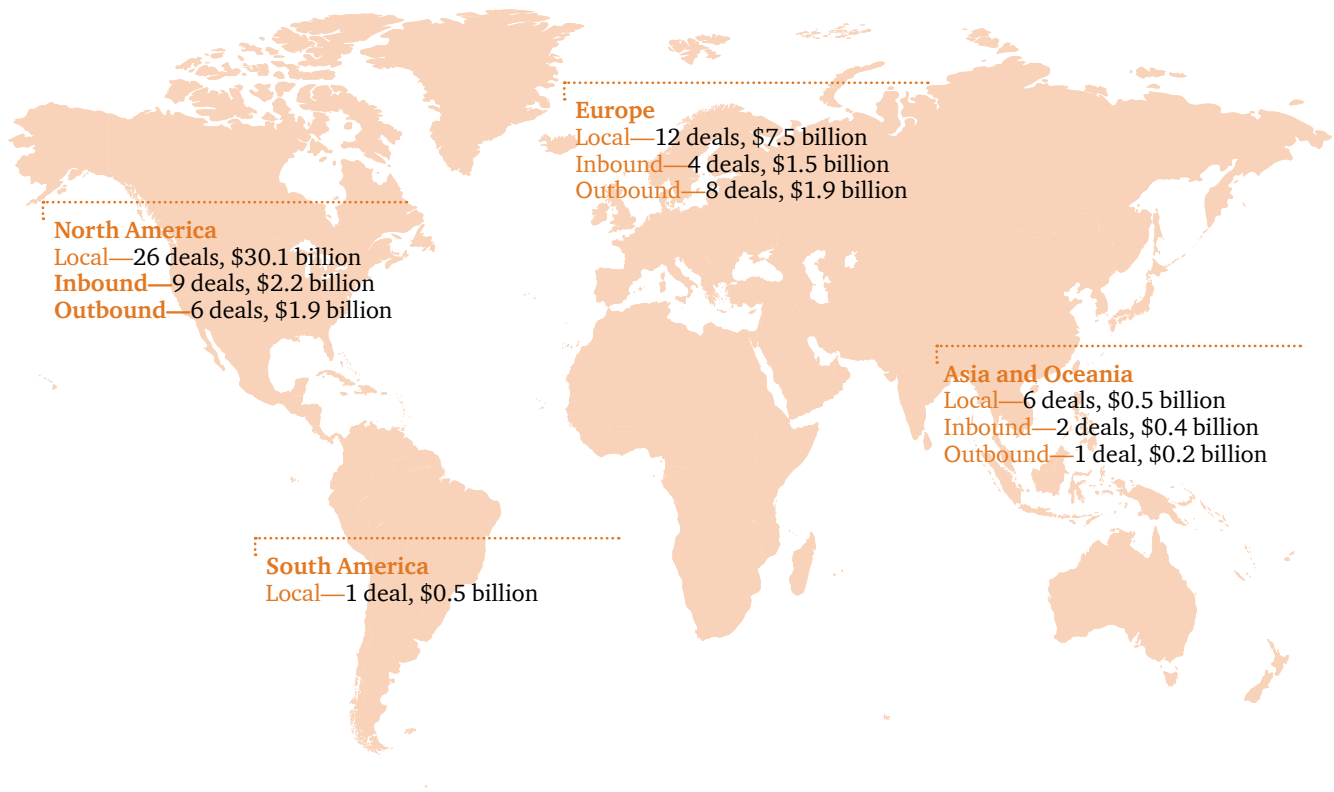 Europe
Local—12 deals, $7.5 billion
Inbound—4 deals, $1.5 billion
Outbound—8 deals, $1.9 billion
North America
Local—26 deals, $30.1 billion
Inbound—9 deals, $2.2 billion
Outbound—6 deals, $1.9 billion
Asia and Oceania
Local—6 deals, $0.5 billion
Inbound—2 deals, $0.4 billion
Outbound—1 deal, $0.2 billion
South America
Local—1 deal, $0.5 billion